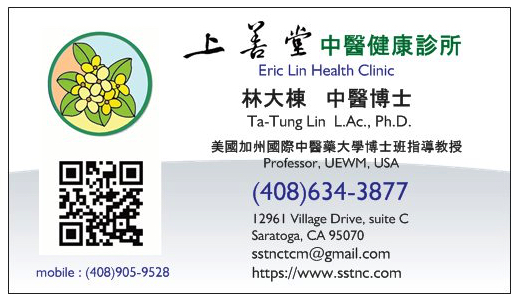 上善堂 中醫健康診所
Eric Lin Health Clinic
林大棟 中醫博士
Ta-Tung Lin L.Ac., Ph.D.
美國加州國際中醫藥大學博士班指導教授
Professor, UEWM, USA
(408)634-3877
12961 Village Drive, suite C
Saratoga, CA 95070
sstnctcm@gmail.com
https://www.sstnc.com
mobile : (408)905-9528